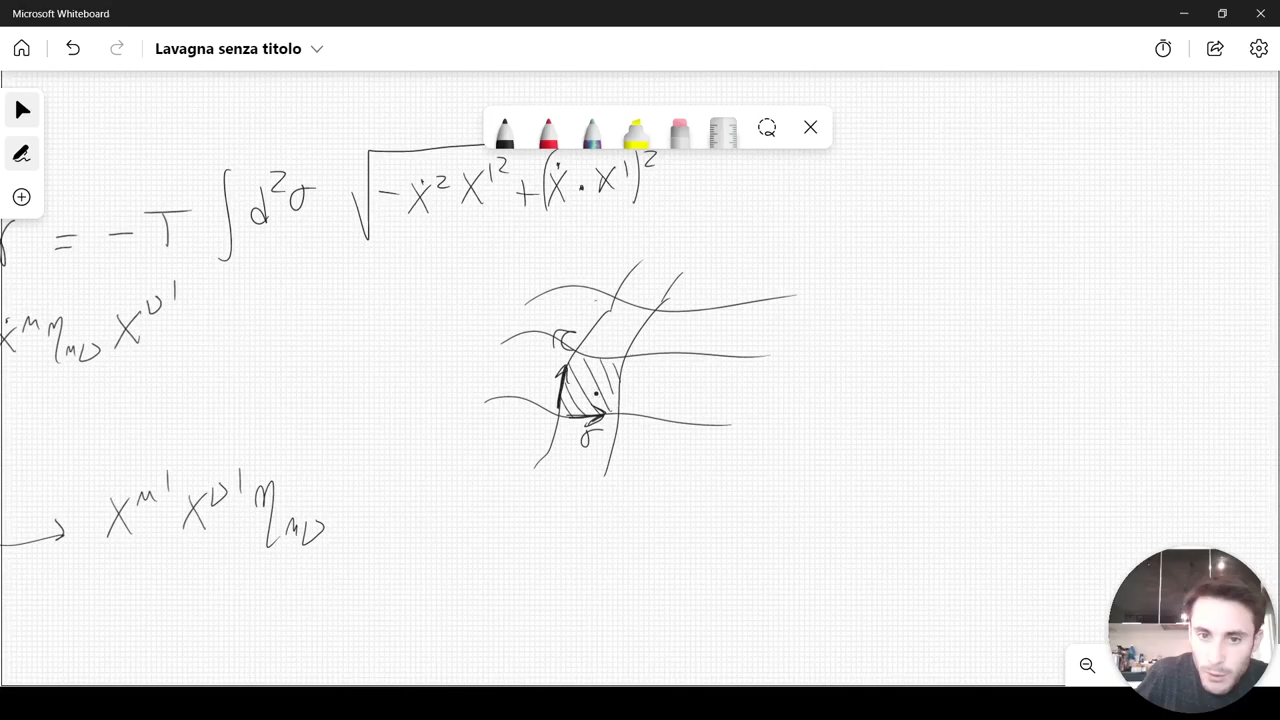 Microsoft Whiteboard
Lavagna senza titolo
= - T ∫ d²σ √(-Ẋ² X'² + (Ẋ · X')²)
Ẋ^μ η_μν X^ν'
τ
σ
→ X^μ' X^ν' η_μν